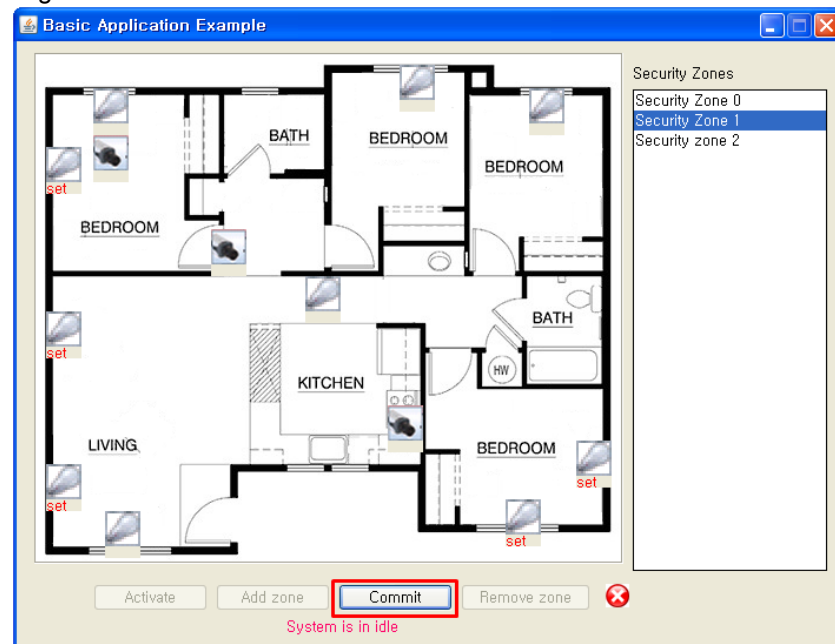 Basic Application Example
Security Zones
Security Zone 0
Security Zone 1
Security zone 2
BATH
BEDROOM
BEDROOM
set
BEDROOM
BATH
set
HW
KITCHEN
LIVING
BEDROOM
set
set
set
Activate
Add zone
Commit
Remove zone
System is in idle